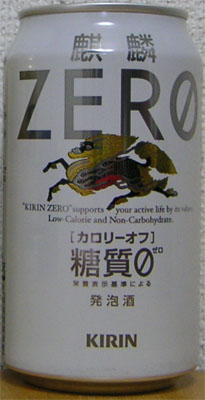 麒麟
ZERO
"KIRIN ZERO" supports your active life by its values.
Low-Calorie and Non-Carbohydrate.
[カロリーオフ]
糖質0ゼロ
栄養表示基準による
発泡酒
KIRIN